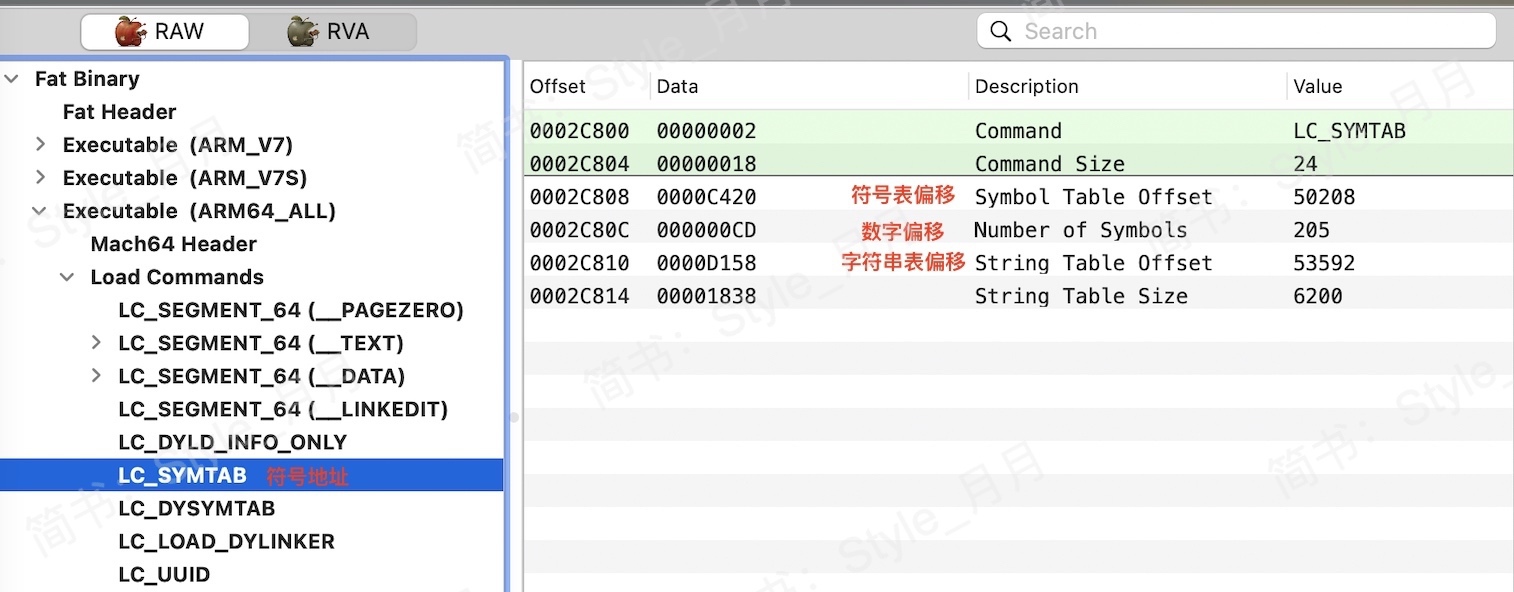 RAW RVA Search
Fat Binary
Fat Header
Executable (ARM_V7)
Executable (ARM_V7S)
Executable (ARM64_ALL)
Mach64 Header
Load Commands
LC_SEGMENT_64 (__PAGEZERO)
LC_SEGMENT_64 (__TEXT)
LC_SEGMENT_64 (__DATA)
LC_SEGMENT_64 (__LINKEDIT)
LC_DYLD_INFO_ONLY
LC_SYMTAB 符号地址
LC_DYSYMTAB
LC_LOAD_DYLINKER
LC_UUID
Offset Data Description Value
0002C800 00000002 Command LC_SYMTAB
0002C804 00000018 Command Size 24
0002C808 0000C420 符号表偏移 Symbol Table Offset 50208
0002C80C 000000CD 数字偏移 Number of Symbols 205
0002C810 0000D158 字符串表偏移 String Table Offset 53592
0002C814 00001838 String Table Size 6200
简书：Style_月月